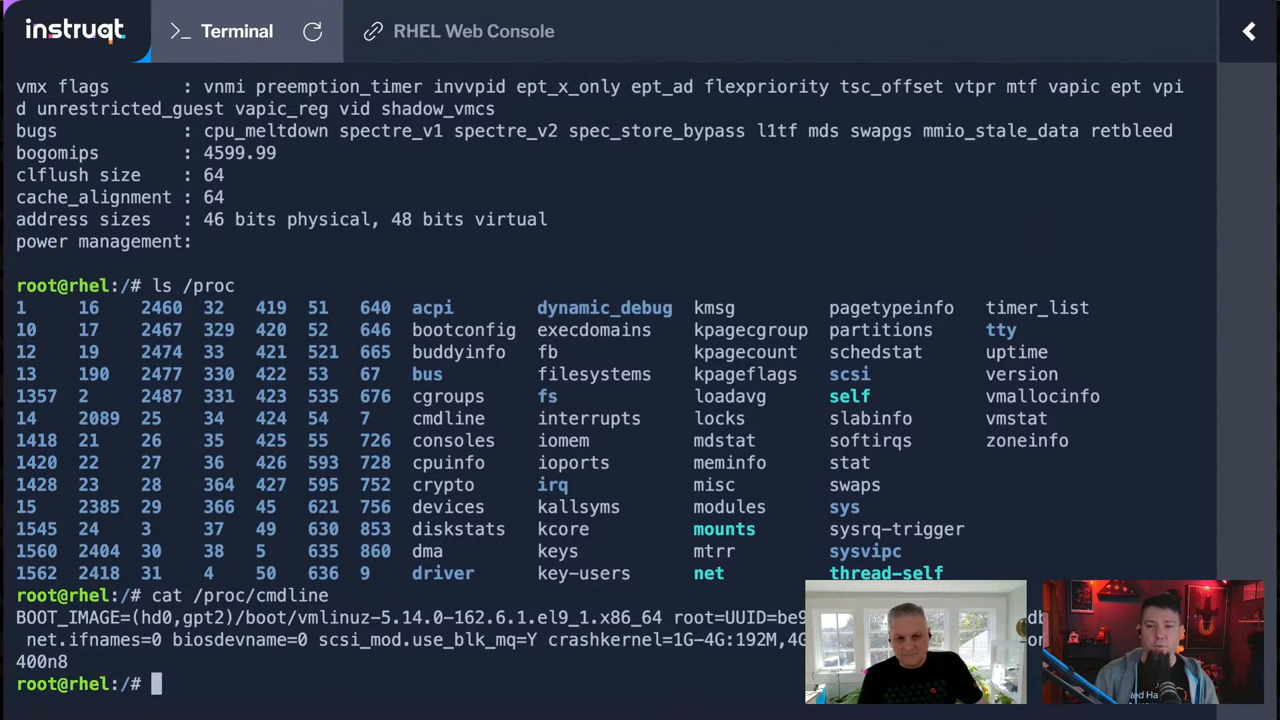 instruqt
>_ Terminal
RHEL Web Console
vmx flags : vnmi preemption_timer invvpid ept_x_only ept_ad flexpriority tsc_offset vtpr mtf vapic ept vpi
d unrestricted_guest vapic_reg vid shadow_vmcs
bugs : cpu_meltdown spectre_v1 spectre_v2 spec_store_bypass l1tf mds swapgs mmio_stale_data retbleed
bogomips : 4599.99
clflush size : 64
cache_alignment : 64
address sizes : 46 bits physical, 48 bits virtual
power management:
root@rhel:/# ls /proc
1 16 2460 32 419 51 640 acpi dynamic_debug kmsg pagetypeinfo timer_list
10 17 2467 329 420 52 646 bootconfig execdomains kpagecgroup partitions tty
12 19 2474 33 421 521 665 buddyinfo fb kpagecount schedstat uptime
13 190 2477 330 422 53 67 bus filesystems kpageflags scsi version
1357 2 2487 331 423 535 676 cgroups fs loadavg self vmallocinfo
14 2089 25 34 424 54 7 cmdline interrupts locks slabinfo vmstat
1418 21 26 35 425 55 726 consoles iomem mdstat softirqs zoneinfo
1420 22 27 36 426 593 728 cpuinfo ioports meminfo stat
1428 23 28 364 427 595 752 crypto irq misc swaps
15 2385 29 366 45 621 756 devices kallsyms modules sys
1545 24 3 37 49 630 853 diskstats kcore mounts sysrq-trigger
1560 2404 30 38 5 635 860 dma keys mtrr sysvipc
1562 2418 31 4 50 636 9 driver key-users net thread-self
root@rhel:/# cat /proc/cmdline
BOOT_IMAGE=(hd0,gpt2)/boot/vmlinuz-5.14.0-162.6.1.el9_1.x86_64 root=UUID=be9
net.ifnames=0 biosdevname=0 scsi_mod.use_blk_mq=Y crashkernel=1G-4G:192M,4G
400n8
root@rhel:/#